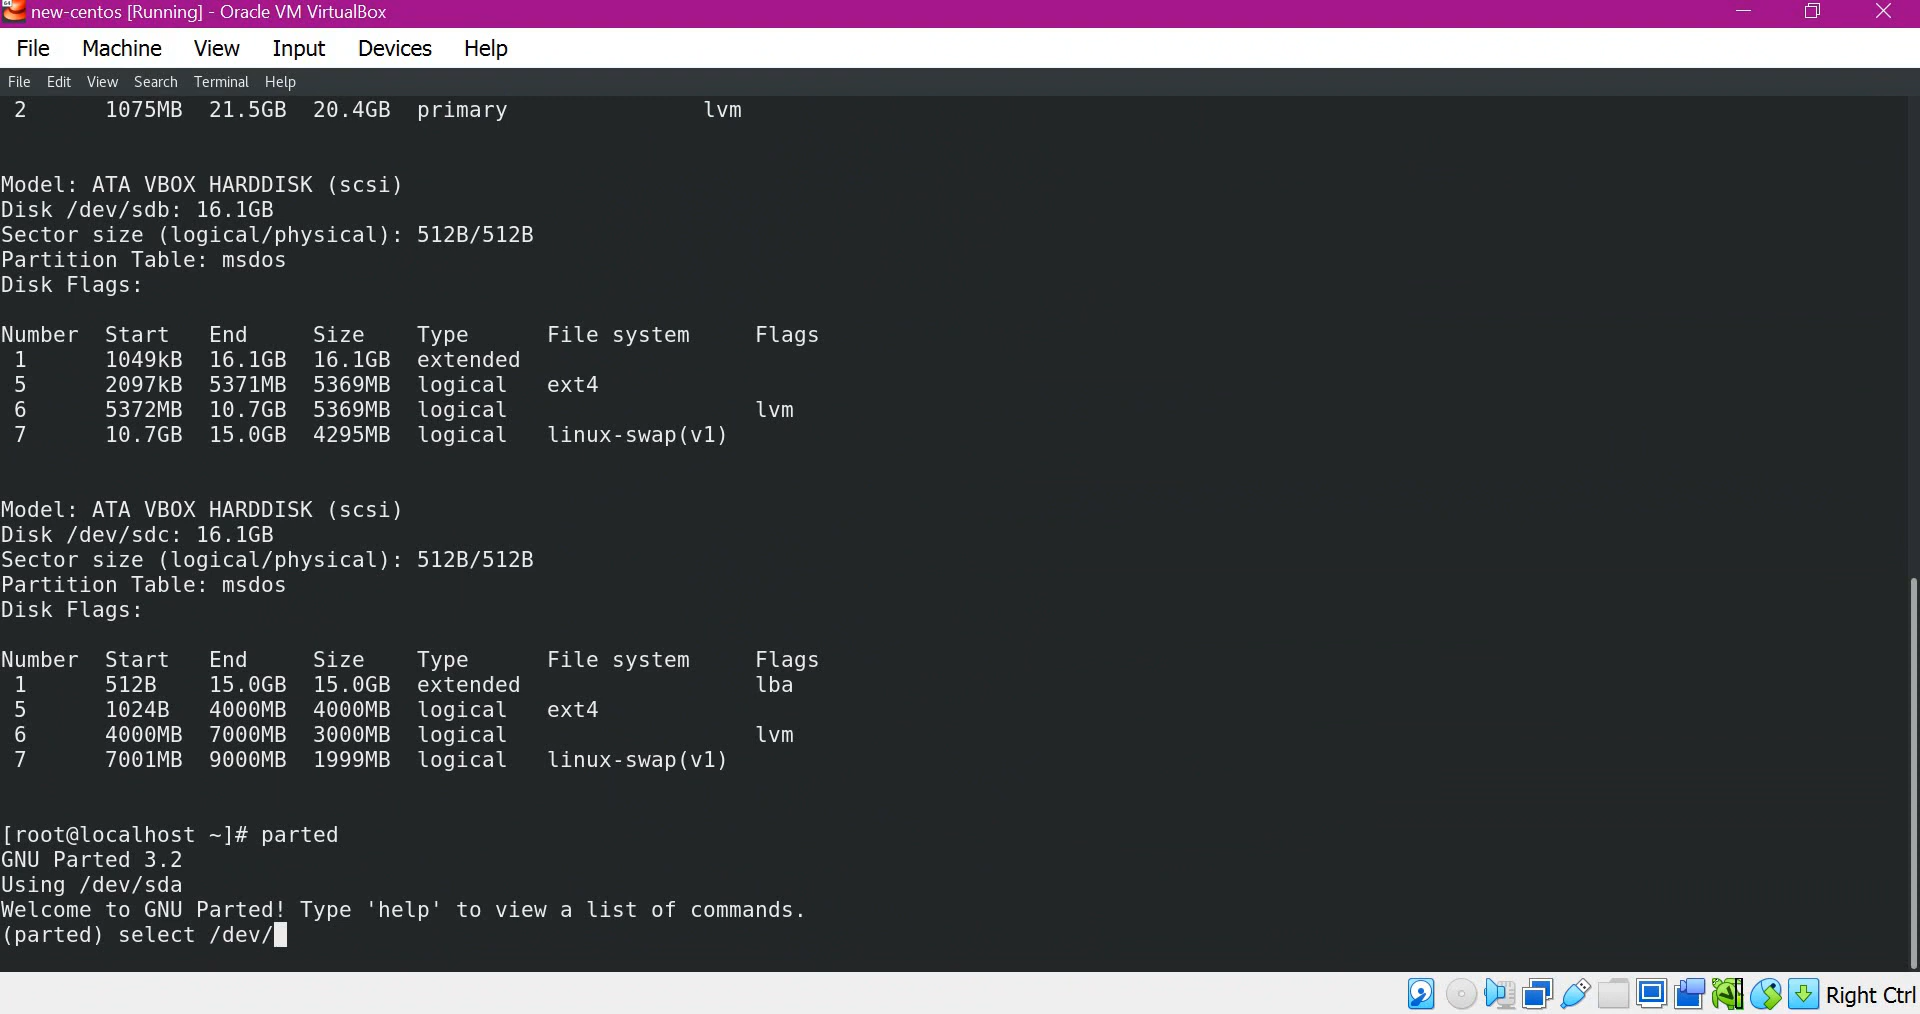 new-centos [Running] - Oracle VM VirtualBox
File Machine View Input Devices Help
File Edit View Search Terminal Help
2 1075MB 21.5GB 20.4GB primary lvm
Model: ATA VBOX HARDDISK (scsi)
Disk /dev/sdb: 16.1GB
Sector size (logical/physical): 512B/512B
Partition Table: msdos
Disk Flags:
Number Start End Size Type File system Flags
1 1049kB 16.1GB 16.1GB extended
5 2097kB 5371MB 5369MB logical ext4
6 5372MB 10.7GB 5369MB logical lvm
7 10.7GB 15.0GB 4295MB logical linux-swap(v1)
Model: ATA VBOX HARDDISK (scsi)
Disk /dev/sdc: 16.1GB
Sector size (logical/physical): 512B/512B
Partition Table: msdos
Disk Flags:
Number Start End Size Type File system Flags
1 512B 15.0GB 15.0GB extended lba
5 1024B 4000MB 4000MB logical ext4
6 4000MB 7000MB 3000MB logical lvm
7 7001MB 9000MB 1999MB logical linux-swap(v1)
[root@localhost ~]# parted
GNU Parted 3.2
Using /dev/sda
Welcome to GNU Parted! Type 'help' to view a list of commands.
(parted) select /dev/
Right Ctrl